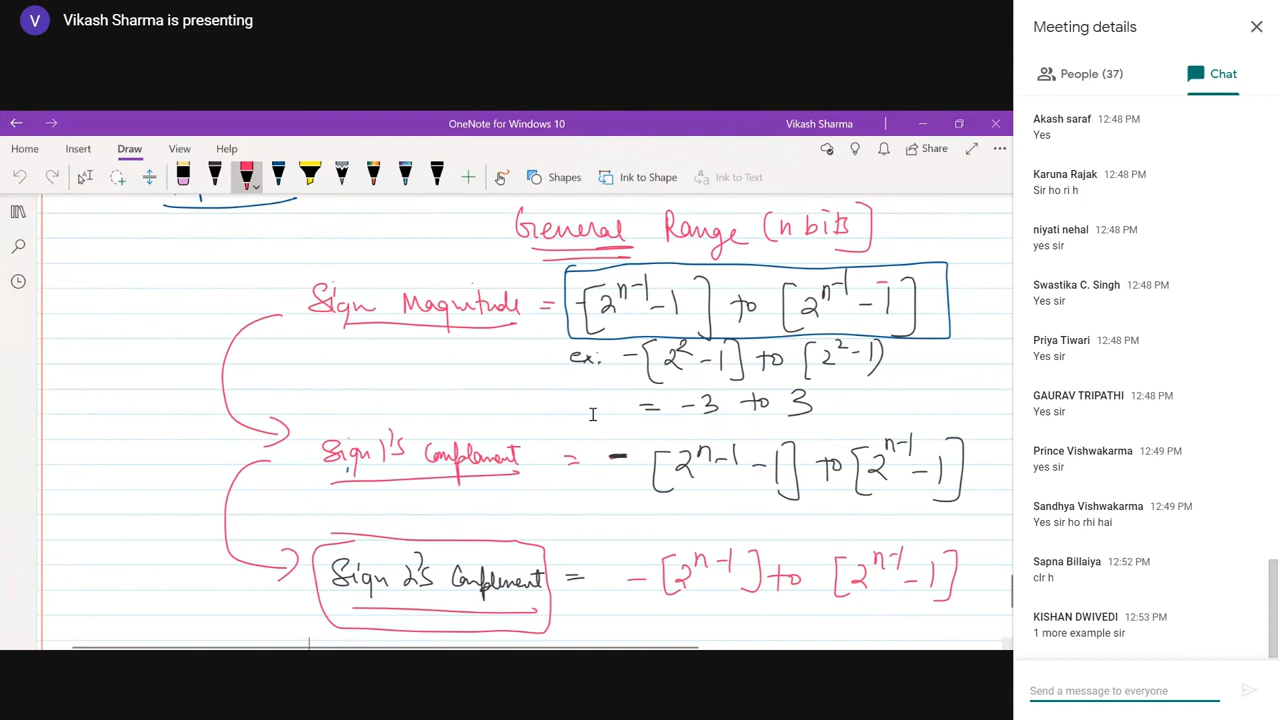 V
Vikash Sharma is presenting
OneNote for Windows 10
Vikash Sharma
Home Insert Draw View Help
Share
Shapes
Ink to Shape
Ink to Text
General Range (n bits]
Sign Magnitude = -[2^{n-1}-1] to [2^{n-1}-1]
ex: -[2^2-1] to [2^2-1)
= -3 to 3
Sign 1's Complement = -[2^{n-1}-1] to [2^{n-1}-1]
Sign 2's Complement = -[2^{n-1}] to [2^{n-1}-1]
Meeting details
People (37)
Chat
Akash saraf 12:48 PM
Yes
Karuna Rajak 12:48 PM
Sir ho ri h
niyati nehal 12:48 PM
yes sir
Swastika C. Singh 12:48 PM
Yes sir
Priya Tiwari 12:48 PM
Yes sir
GAURAV TRIPATHI 12:48 PM
Yes sir
Prince Vishwakarma 12:49 PM
yes sir
Sandhya Vishwakarma 12:49 PM
Yes sir ho rhi hai
Sapna Billaiya 12:52 PM
clr h
KISHAN DWIVEDI 12:53 PM
1 more example sir
Send a message to everyone